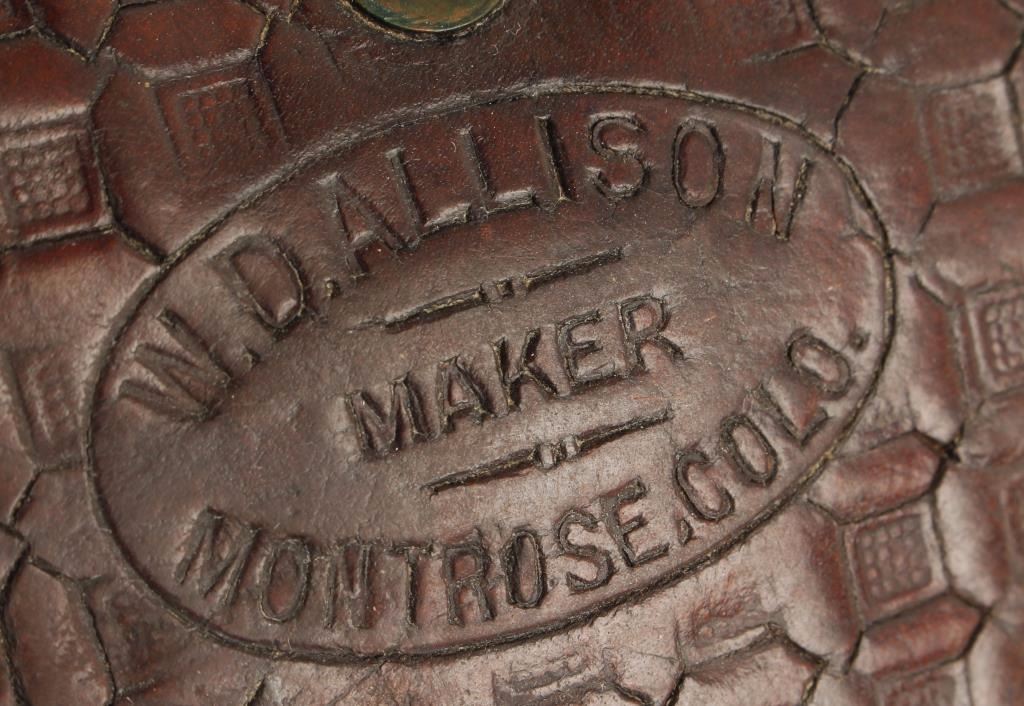 W.D. ALLISON
MAKER
MONTROSE, COLO.